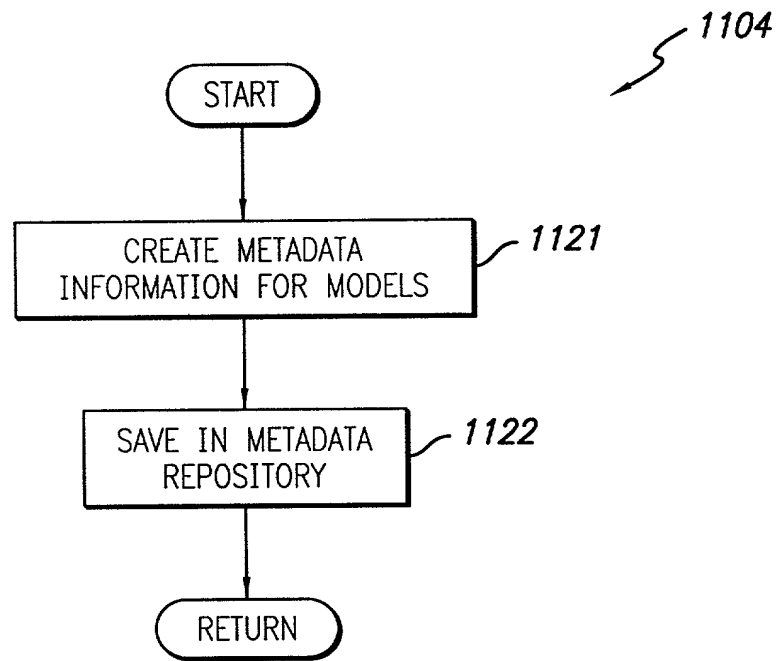 1104
START
CREATE METADATA
INFORMATION FOR MODELS
1121
SAVE IN METADATA
REPOSITORY
1122
RETURN